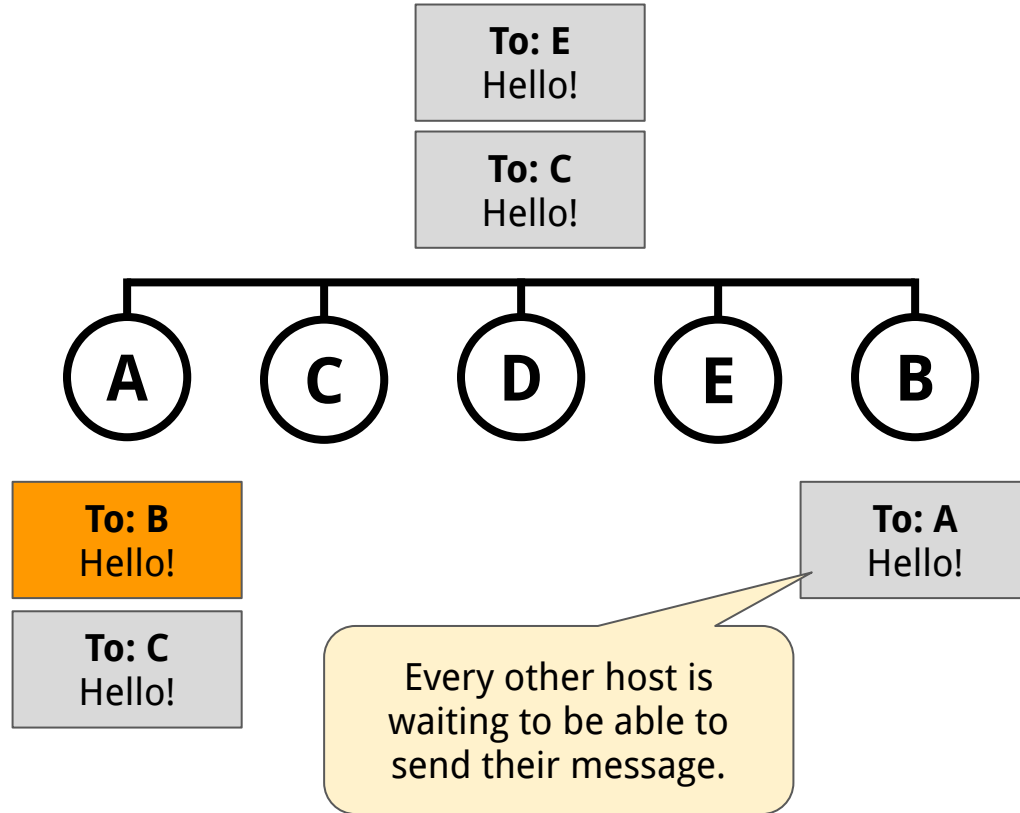 To: E
Hello!
To: C
Hello!
A
C
D
E
B
To: B
Hello!
To: C
Hello!
To: A
Hello!
Every other host is
waiting to be able to
send their message.